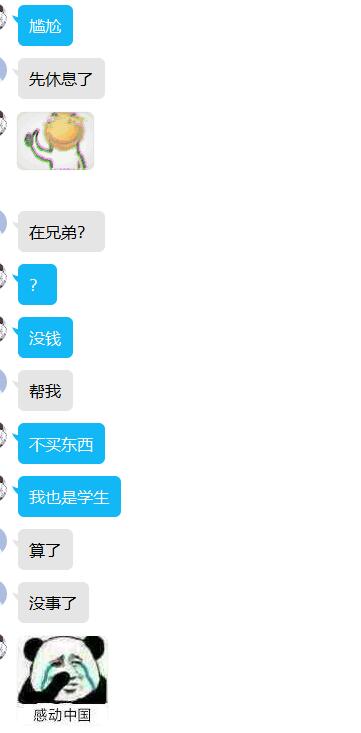 尴尬
先休息了
在兄弟？
？
没钱
帮我
不买东西
我也是学生
算了
没事了
感动中国